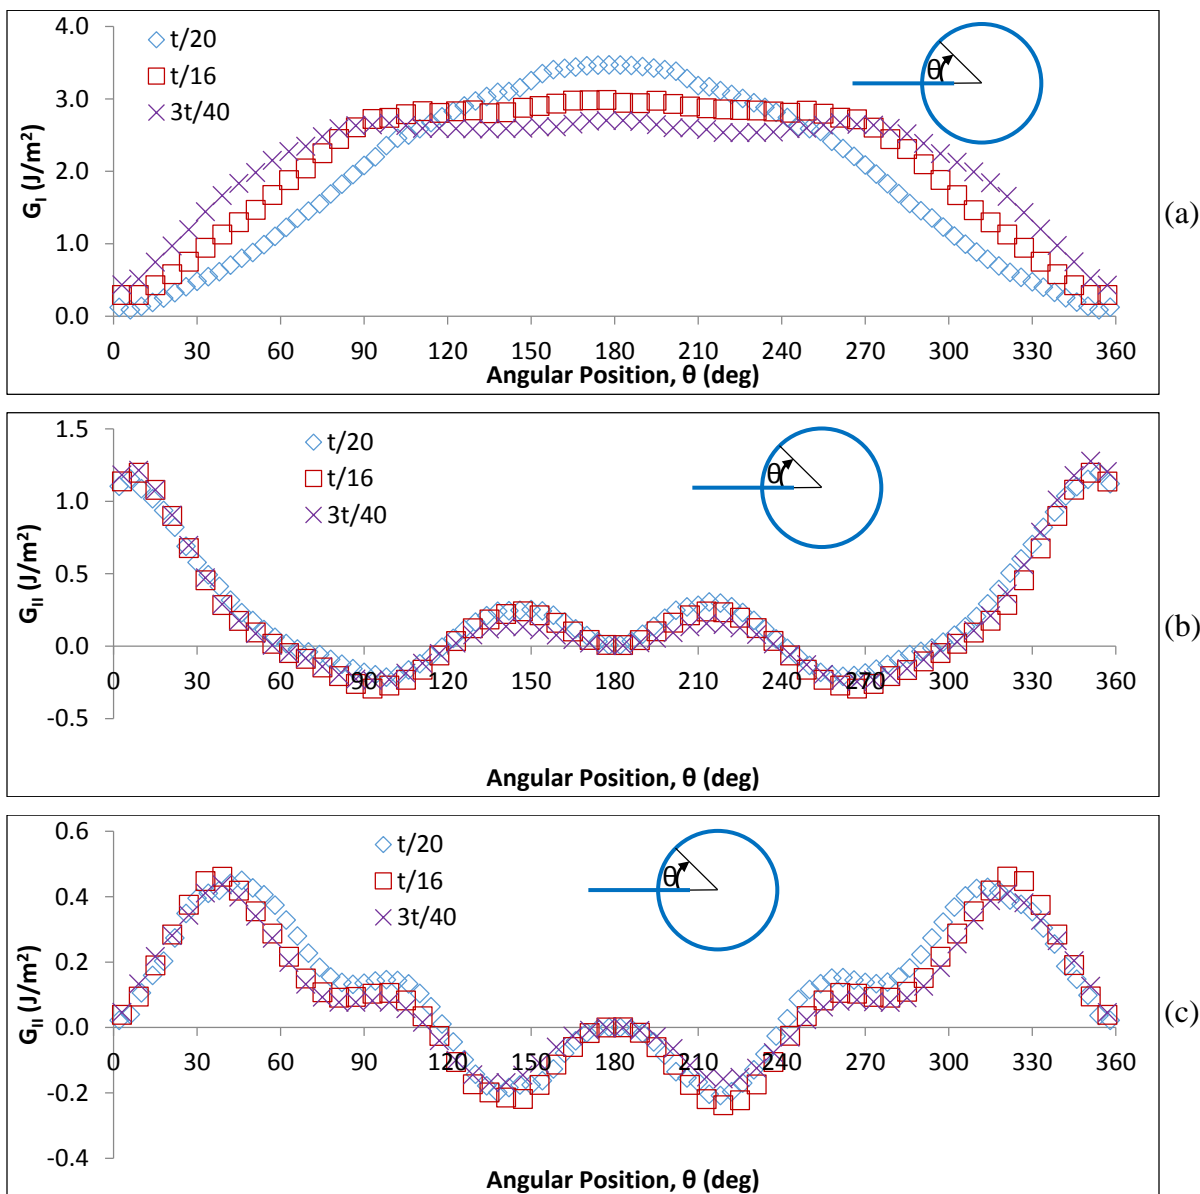 4.0
3.0
2.0
1.0
0.0
G_I (J/m²)
t/20
t/16
3t/40
θ
(a)
0 30 60 90 120 150 180 210 240 270 300 330 360
Angular Position, θ (deg)
1.5
1.0
0.5
0.0
-0.5
G_II (J/m²)
t/20
t/16
3t/40
θ
(b)
0 30 60 90 120 150 180 210 240 270 300 330 360
Angular Position, θ (deg)
0.6
0.4
0.2
0.0
-0.2
-0.4
G_II (J/m²)
t/20
t/16
3t/40
θ
(c)
0 30 60 90 120 150 180 210 240 270 300 330 360
Angular Position, θ (deg)